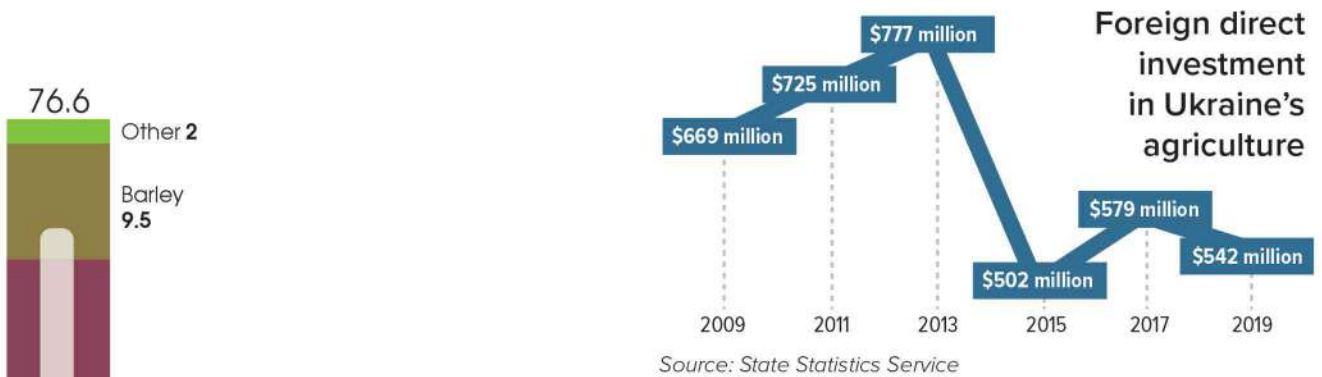 76.6
Other 2
Barley
9.5
Foreign direct
investment
in Ukraine's
agriculture
$669 million
$725 million
$777 million
$502 million
$579 million
$542 million
2009 2011 2013 2015 2017 2019
Source: State Statistics Service